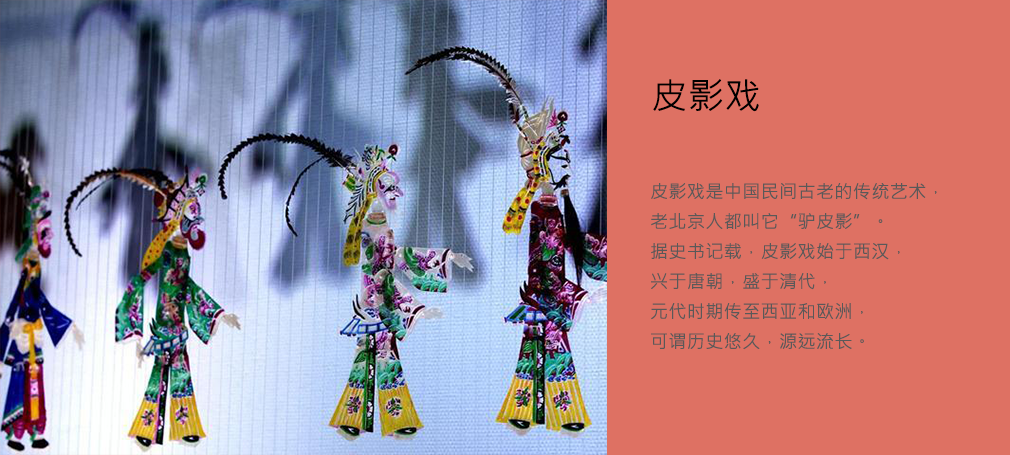 皮影戏
皮影戏是中国民间古老的传统艺术，
老北京人都叫它“驴皮影”。
据史书记载，皮影戏始于西汉，
兴于唐朝，盛于清代，
元代时期传至西亚和欧洲，
可谓历史悠久，源远流长。